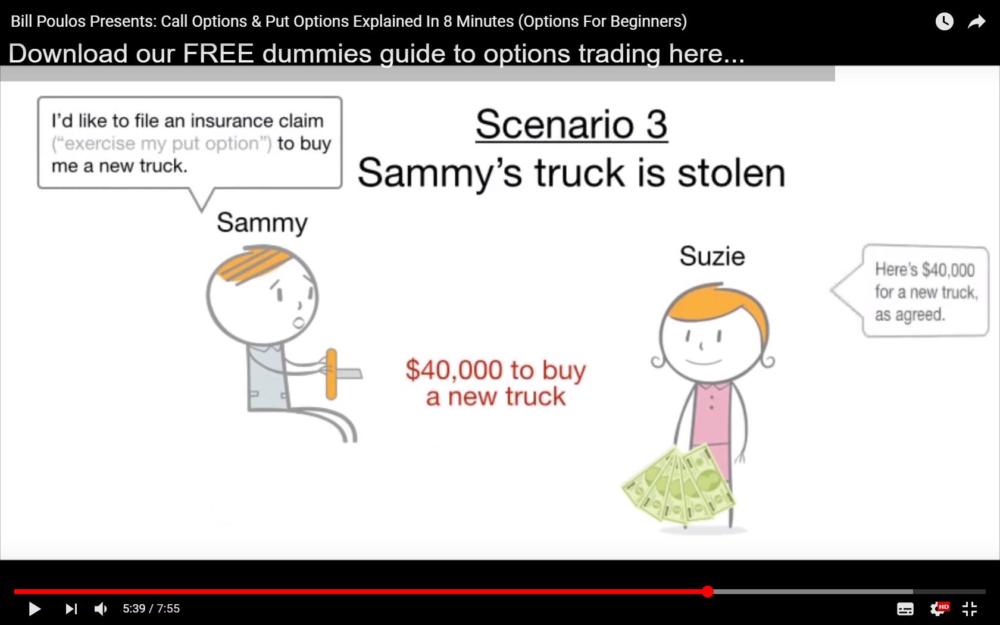 Bill Poulos Presents: Call Options & Put Options Explained In 8 Minutes (Options For Beginners)
Download our FREE dummies guide to options trading here...
I’d like to file an insurance claim
(“exercise my put option”) to buy
me a new truck.
Scenario 3
Sammy’s truck is stolen
Sammy
Suzie
Here’s $40,000
for a new truck,
as agreed.
$40,000 to buy
a new truck
5:39 / 7:55
HD